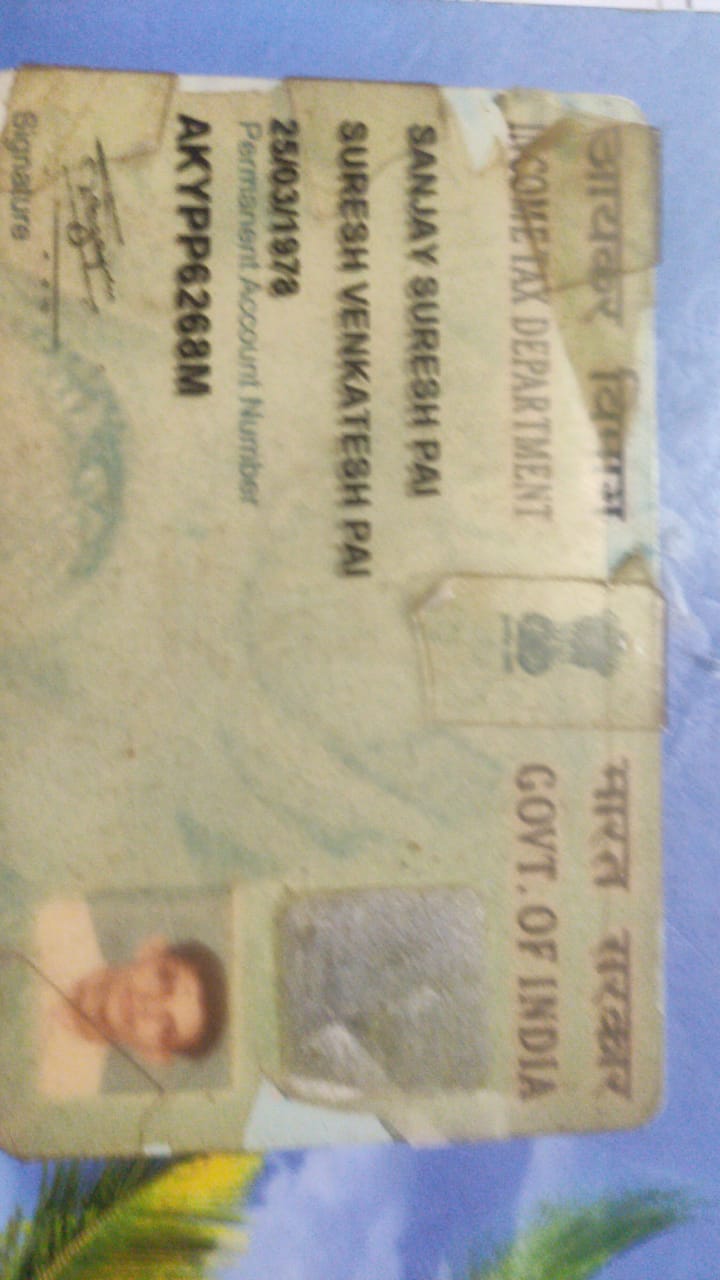 आयकर विभाग
INCOME TAX DEPARTMENT
भारत सरकार
GOVT. OF INDIA
SANJAY SURESH PAI
SURESH VENKATESH PAI
25/03/1978
Permanent Account Number
AKYPP6268M
Signature